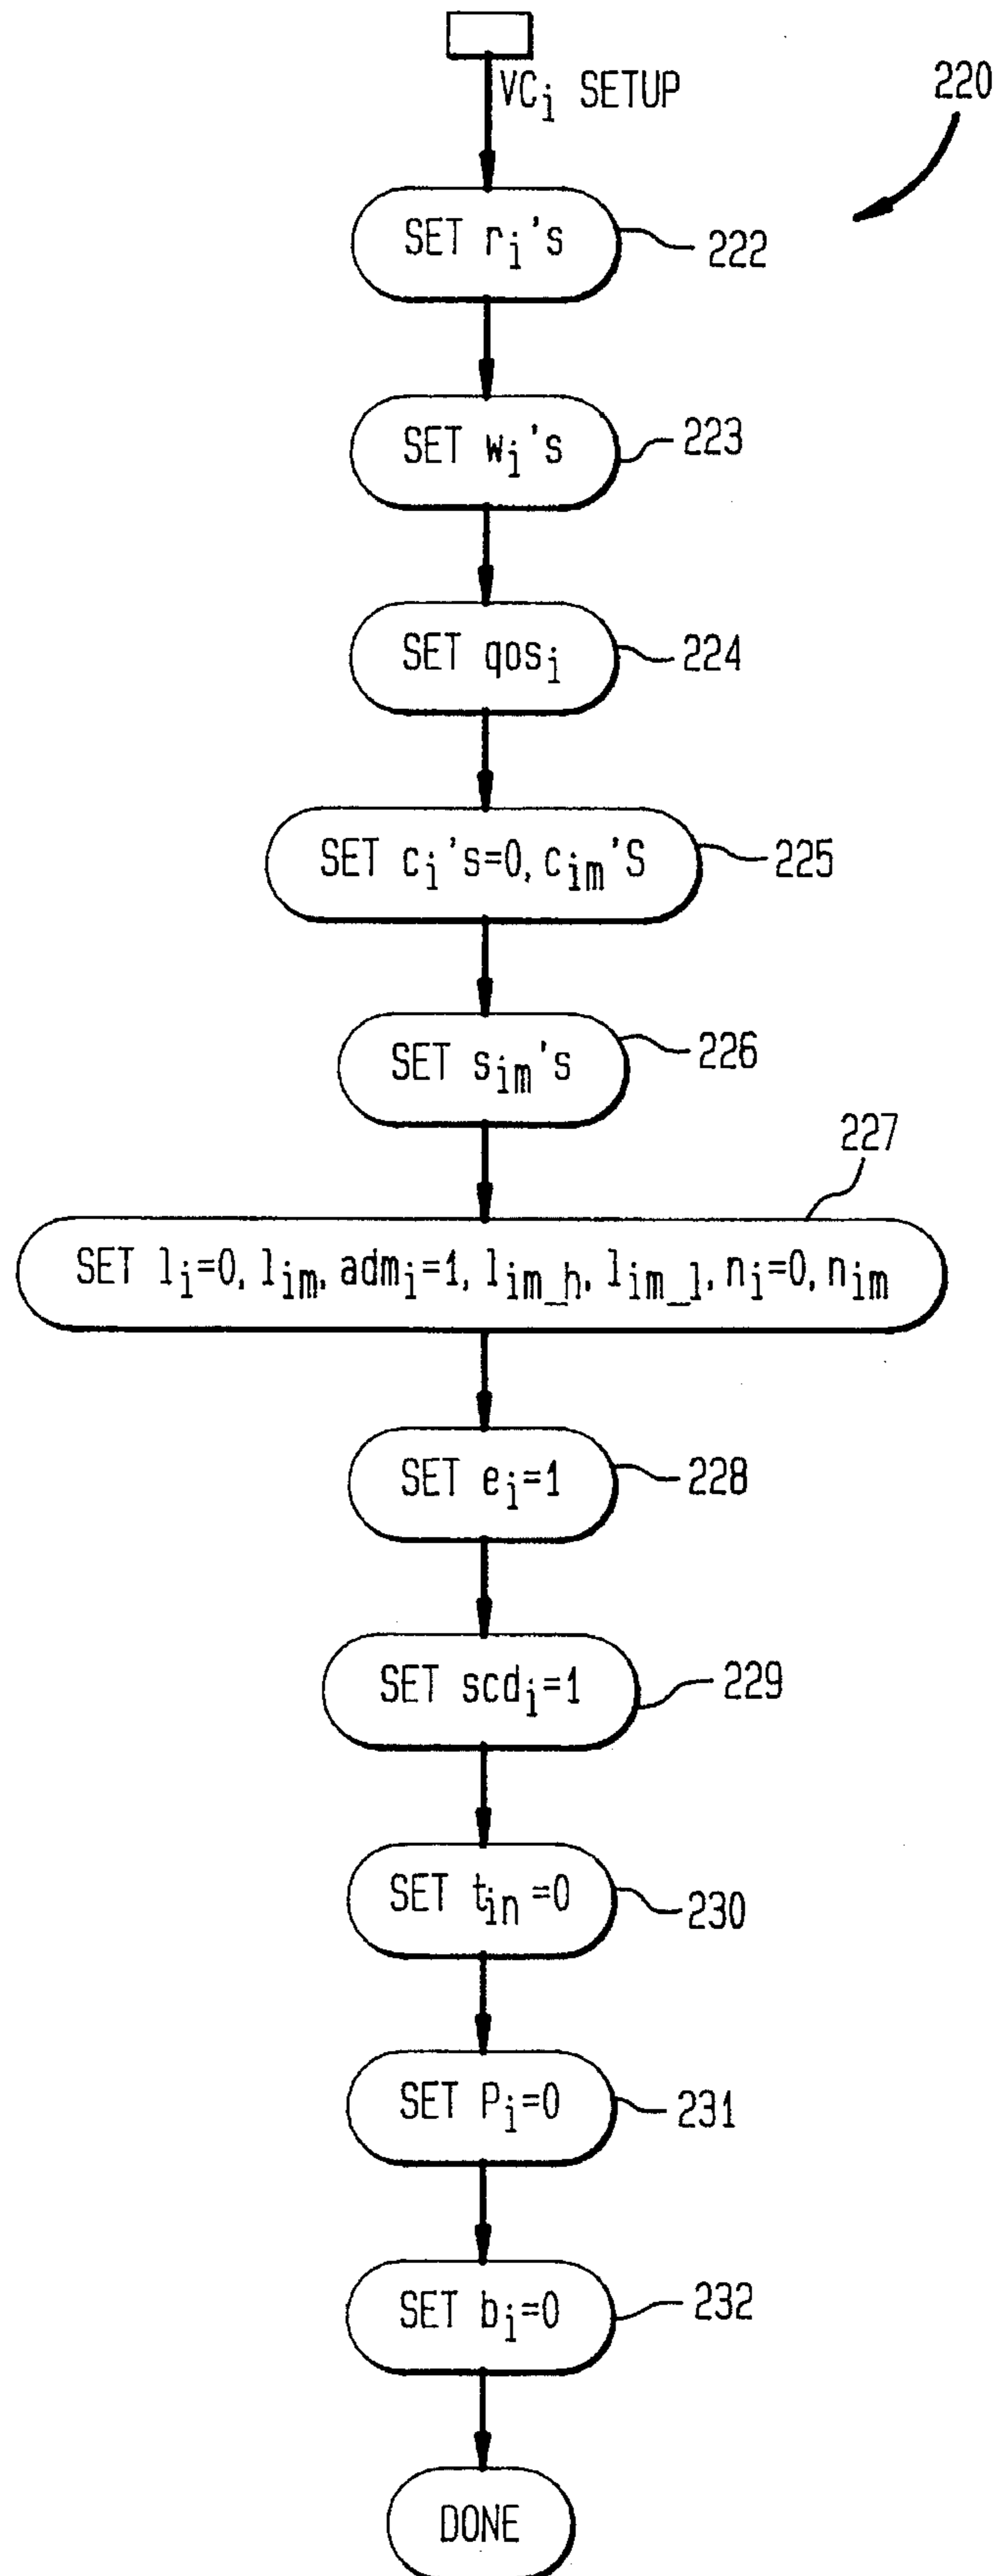 VCi SETUP
220
SET ri's
222
SET wi's
223
SET qosi
224
SET ci's=0, cim'S
225
SET sim's
226
227
SET li=0, lim, admi=1, lim_h, lim_l, ni=0, nim
SET ei=1
228
SET scdi=1
229
SET tin=0
230
SET Pi=0
231
SET bi=0
232
DONE